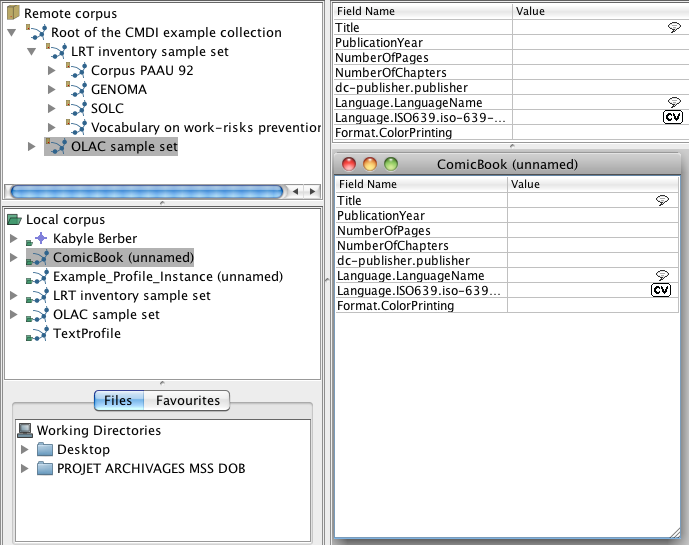 Remote corpus
Root of the CMDI example collection
LRT inventory sample set
Corpus PAAU 92
GENOMA
SOLC
Vocabulary on work-risks prevention
OLAC sample set
Local corpus
Kabyle Berber
ComicBook (unnamed)
Example_Profile_Instance (unnamed)
LRT inventory sample set
OLAC sample set
TextProfile
Files Favourites
Working Directories
Desktop
PROJET ARCHIVAGES MSS DOB
Field Name Value
Title
PublicationYear
NumberOfPages
NumberOfChapters
dc-publisher.publisher
Language.LanguageName
Language.ISO639.iso-639-... CV
Format.ColorPrinting
ComicBook (unnamed)
Field Name Value
Title
PublicationYear
NumberOfPages
NumberOfChapters
dc-publisher.publisher
Language.LanguageName
Language.ISO639.iso-639... CV
Format.ColorPrinting